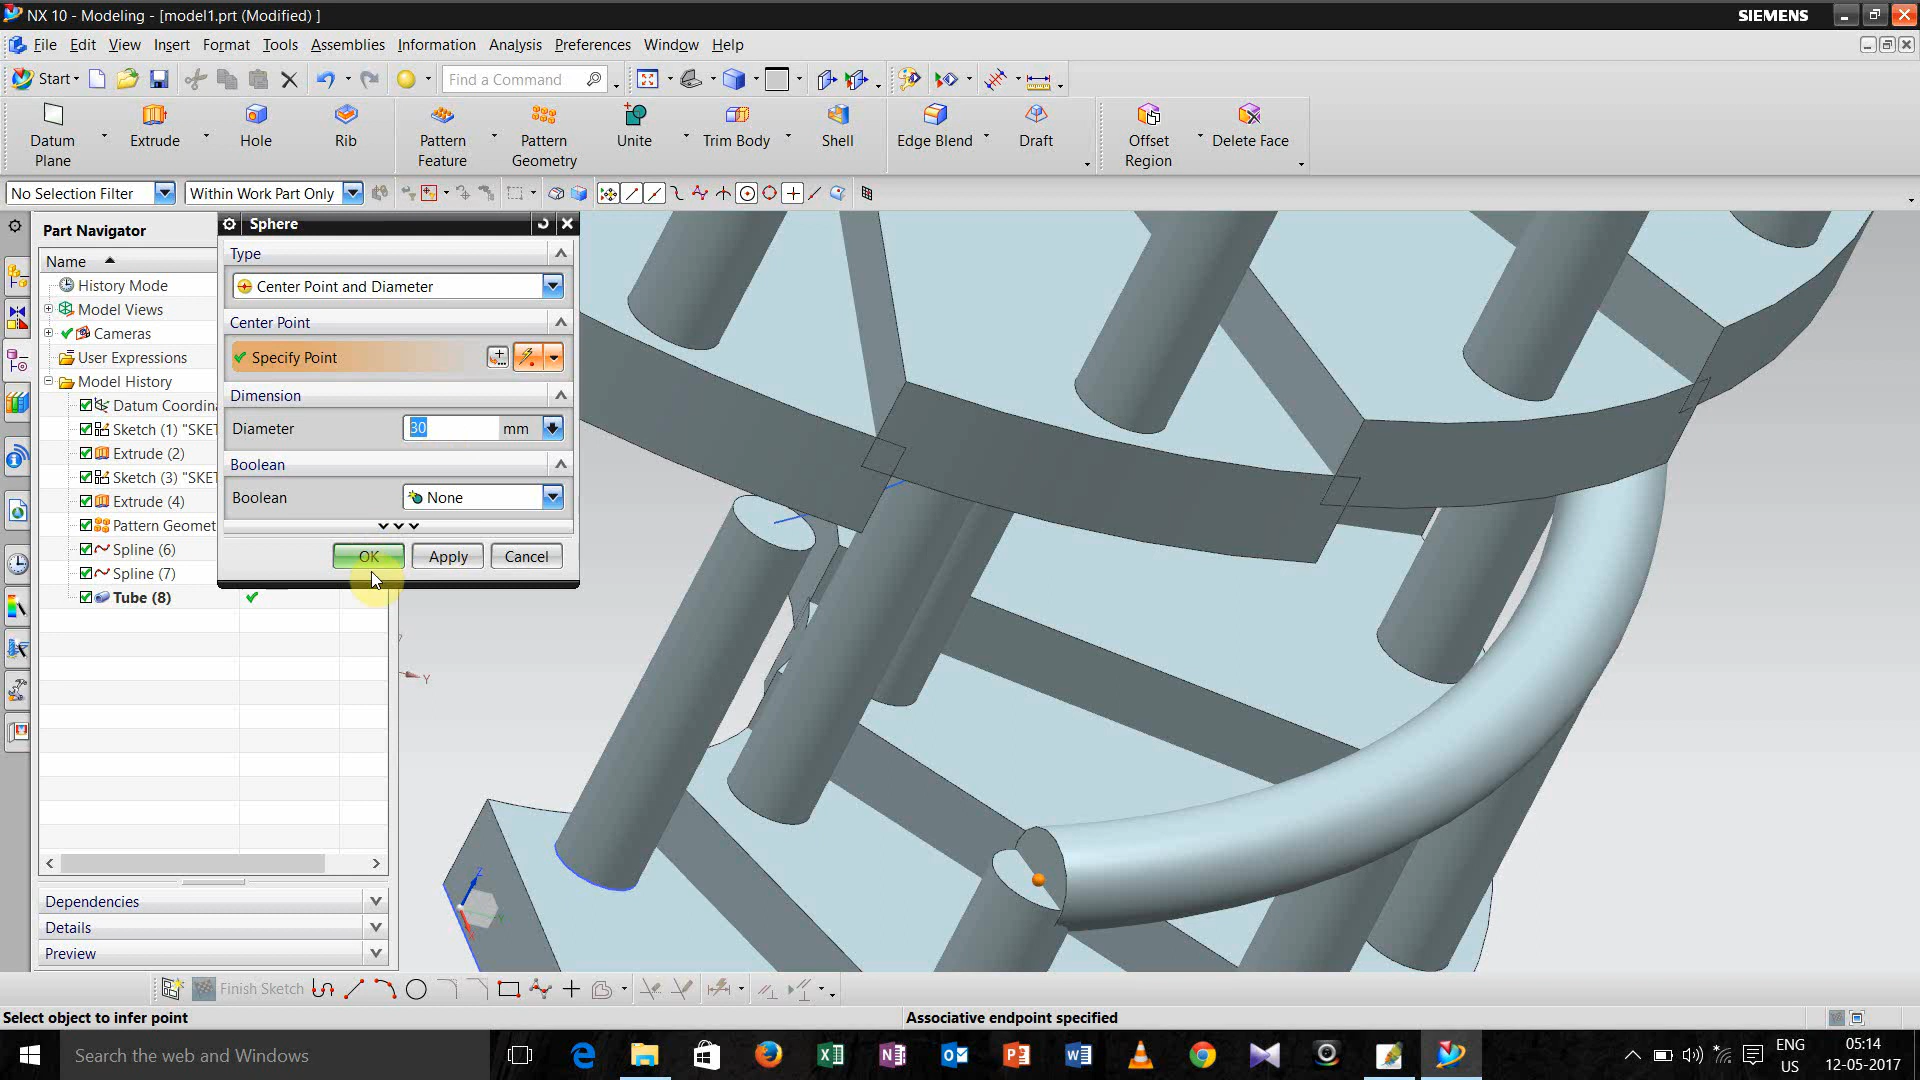 NX 10 - Modeling - [model1.prt (Modified) ]
SIEMENS
File Edit View Insert Format Tools Assemblies Information Analysis Preferences Window Help
Start
Find a Command
Datum Plane
Extrude
Hole
Rib
Pattern Feature
Pattern Geometry
Unite
Trim Body
Shell
Edge Blend
Draft
Offset Region
Delete Face
No Selection Filter
Within Work Part Only
Part Navigator
Name
History Mode
Model Views
Cameras
User Expressions
Model History
Datum Coordina
Sketch (1) "SKET
Extrude (2)
Sketch (3) "SKET
Extrude (4)
Pattern Geomet
Spline (6)
Spline (7)
Tube (8)
Dependencies
Details
Preview
Sphere
Type
Center Point and Diameter
Center Point
Specify Point
Dimension
Diameter 30 mm
Boolean
Boolean None
OK Apply Cancel
Y
Z
Finish Sketch
Select object to infer point
Associative endpoint specified
Search the web and Windows
ENG
US
05:14
12-05-2017